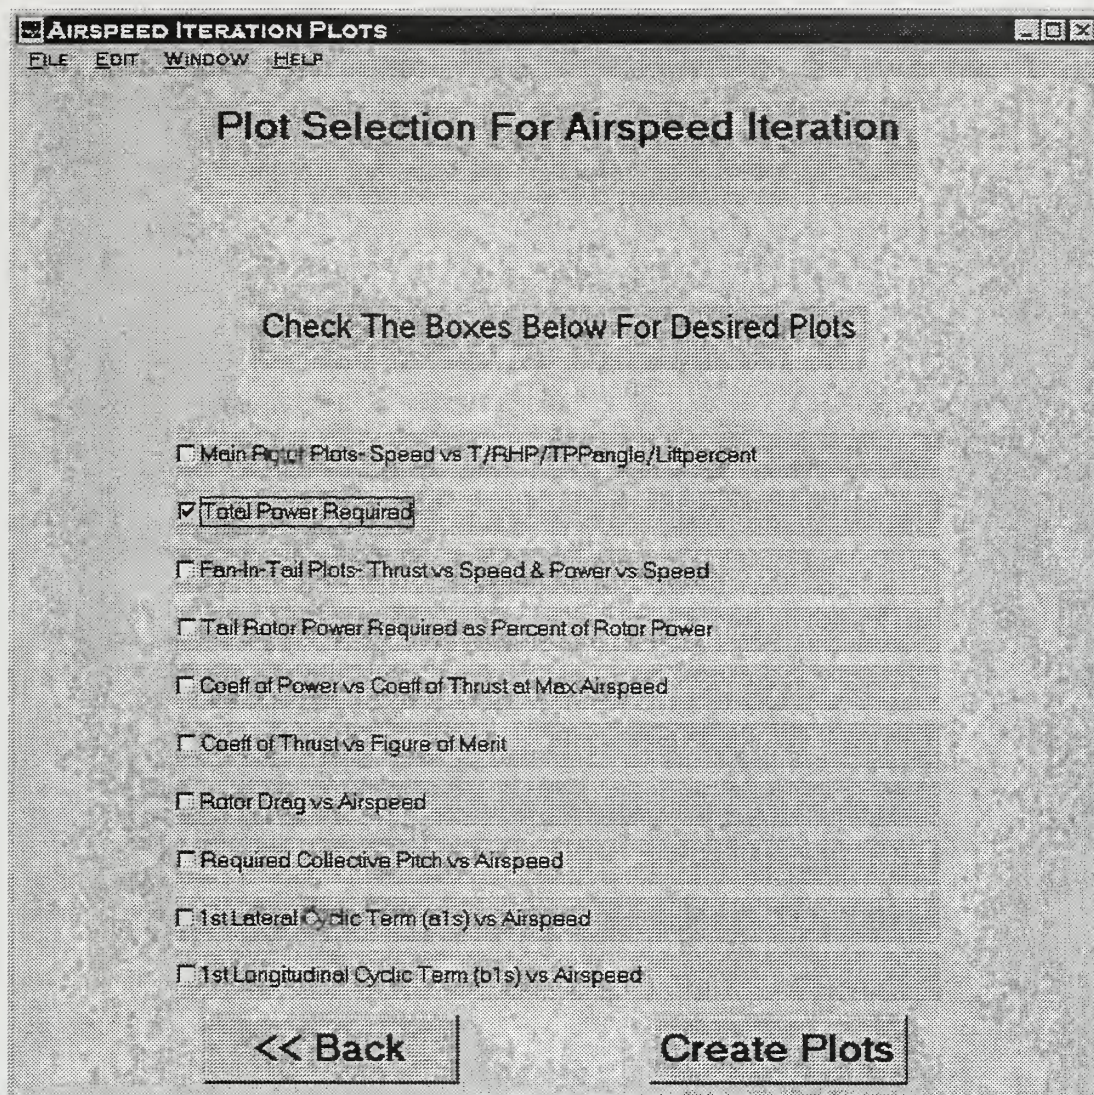 AIRSPEED ITERATION PLOTS
FILE EDIT WINDOW HELP
Plot Selection For Airspeed Iteration
Check The Boxes Below For Desired Plots
Main Rotor Plots- Speed vs T/RHP/TPPangle/Liftpercent
Total Power Required
Fan-In-Tail Plots- Thrust vs Speed & Power vs Speed
Tail Rotor Power Required as Percent of Rotor Power
Coeff of Power vs Coeff of Thrust at Max Airspeed
Coeff of Thrust vs Figure of Merit
Rotor Drag vs Airspeed
Required Collective Pitch vs Airspeed
1st Lateral Cyclic Term (a1s) vs Airspeed
1st Longitudinal Cyclic Term (b1s) vs Airspeed
<< Back Create Plots